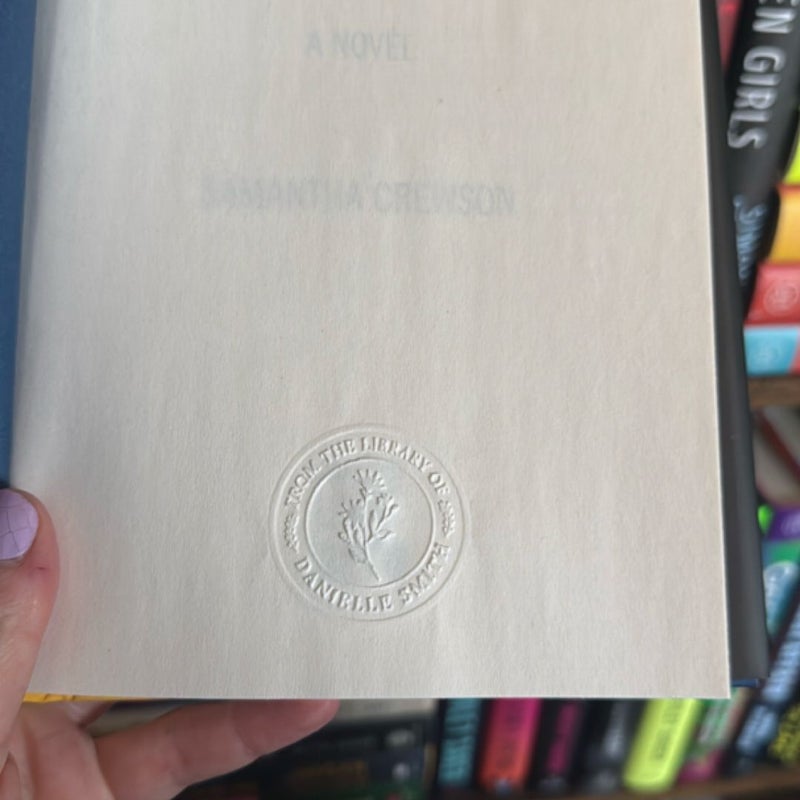 A NOVEL
SAMANTHA CREWSON
FROM THE LIBRARY OF
DANIELLE SMITH
EN GIRLS